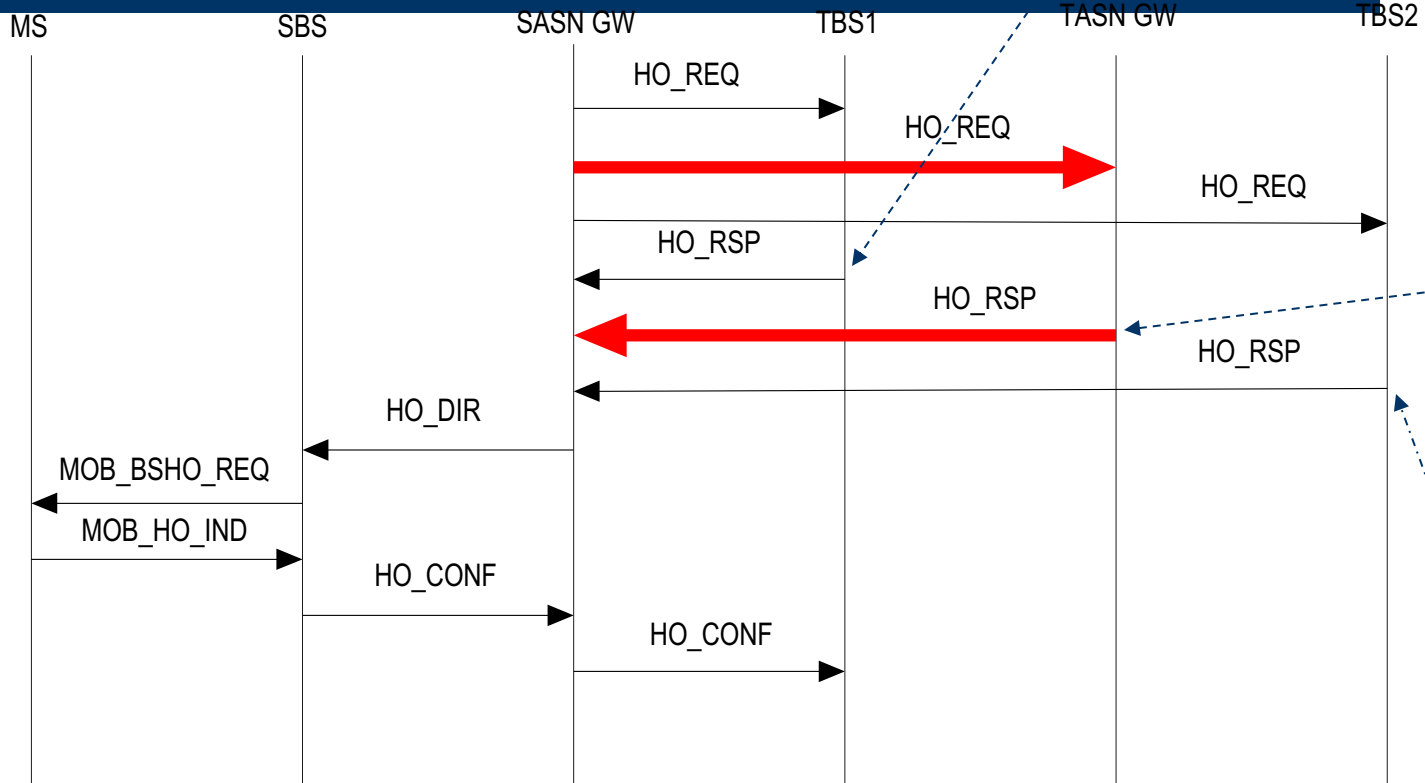 MS
SBS
SASN GW
TBS1
TASN GW
TBS2
HO_REQ
HO_REQ
HO_REQ
HO_RSP
HO_RSP
HO_RSP
HO_DIR
MOB_BSHO_REQ
MOB_HO_IND
HO_CONF
HO_CONF